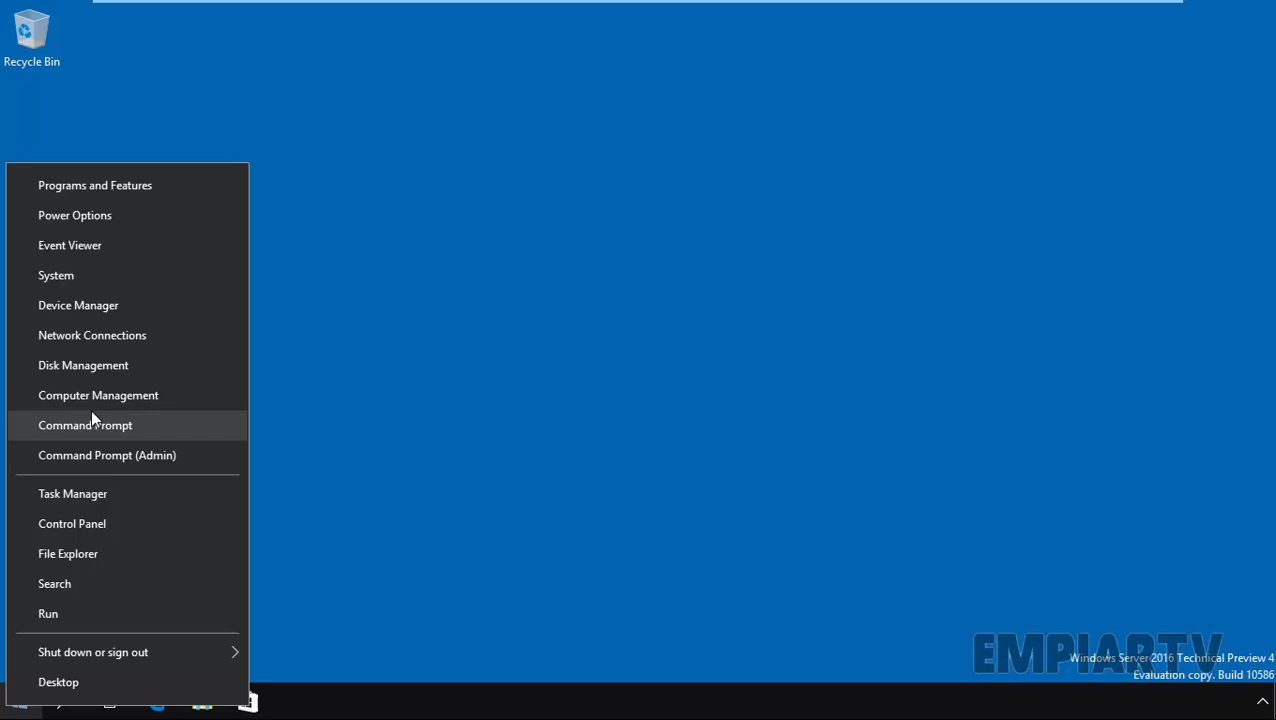 Recycle Bin
Programs and Features
Power Options
Event Viewer
System
Device Manager
Network Connections
Disk Management
Computer Management
Command Prompt
Command Prompt (Admin)
Task Manager
Control Panel
File Explorer
Search
Run
Shut down or sign out
Desktop
EMPIARTV
Windows Server 2016 Technical Preview 4
Evaluation copy. Build 10586